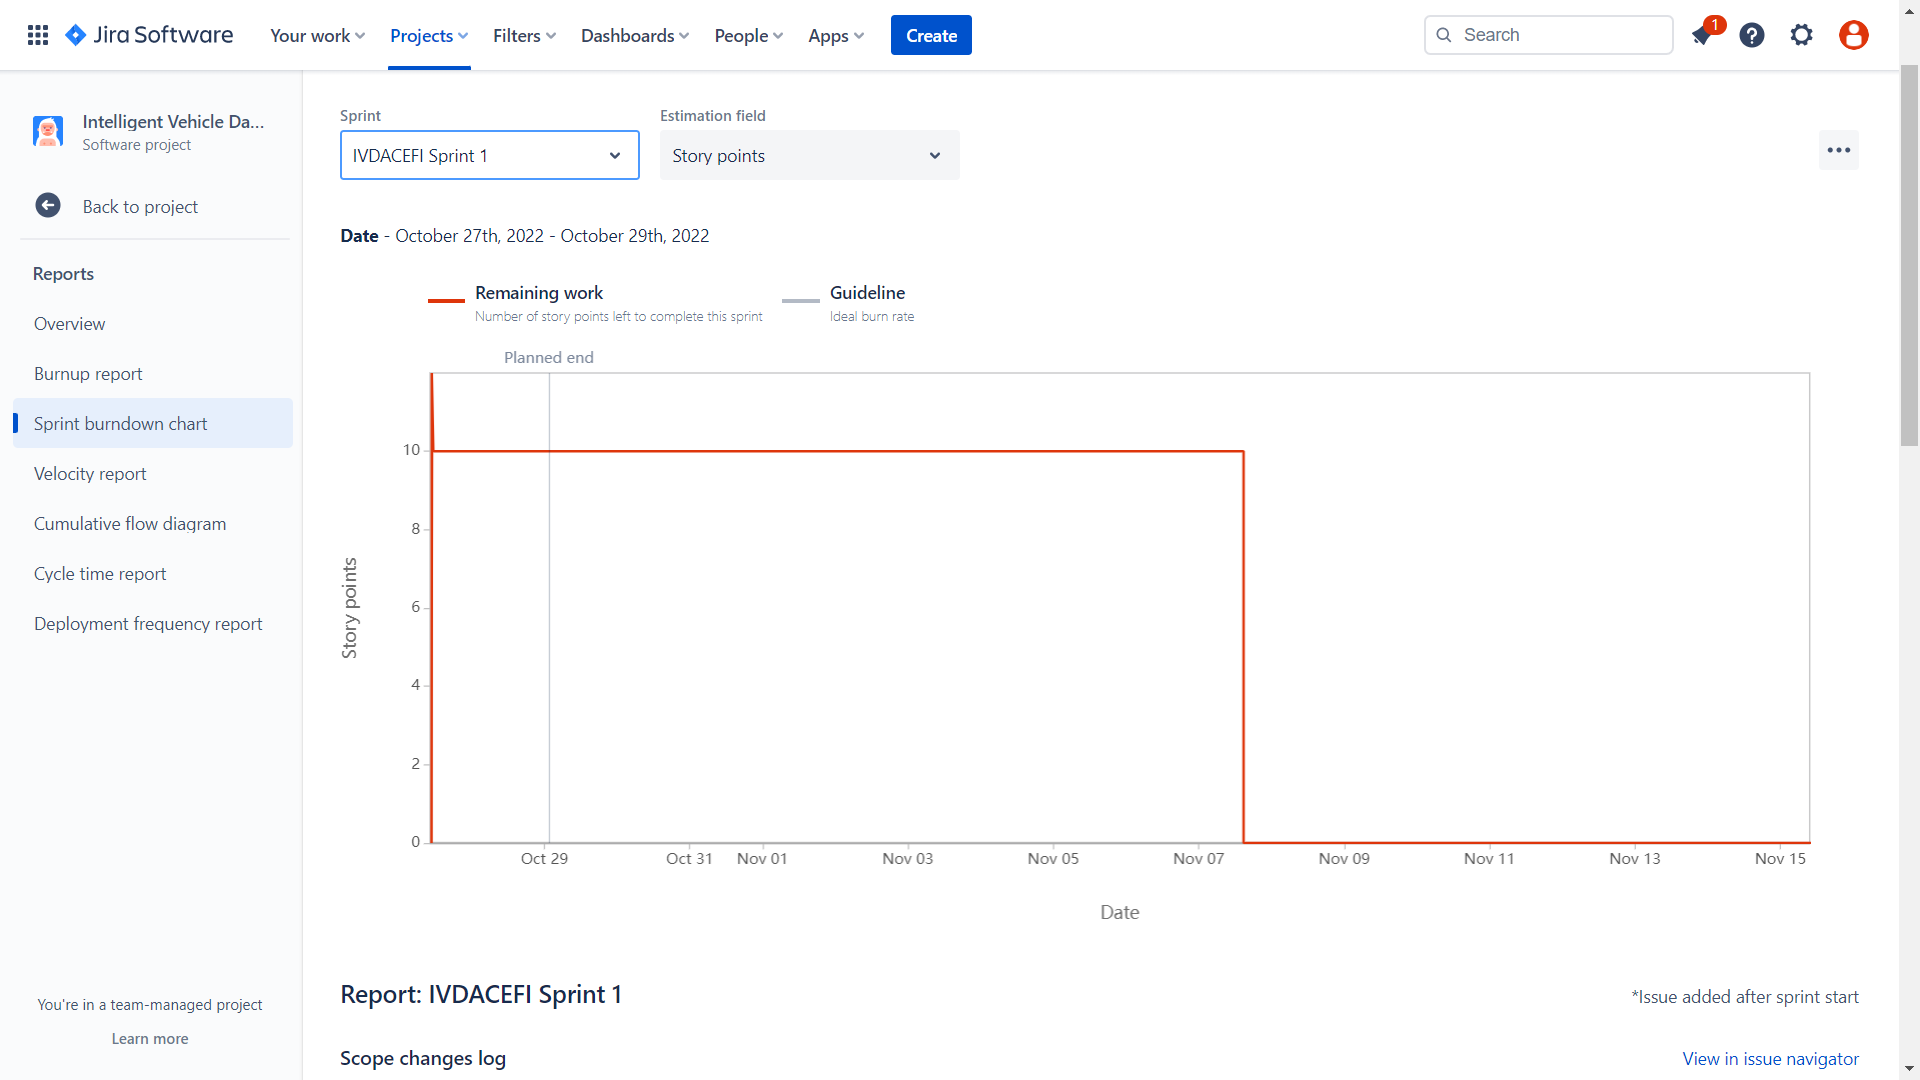 Jira Software
Your work
Projects
Filters
Dashboards
People
Apps
Create
Search
1
Intelligent Vehicle Da...
Software project
Back to project
Reports
Overview
Burnup report
Sprint burndown chart
Velocity report
Cumulative flow diagram
Cycle time report
Deployment frequency report
You're in a team-managed project
Learn more
Sprint
IVDACEFI Sprint 1
Estimation field
Story points
Date - October 27th, 2022 - October 29th, 2022
Remaining work
Number of story points left to complete this sprint
Guideline
Ideal burn rate
Planned end
10
8
6
4
2
0
Story points
Oct 29
Oct 31
Nov 01
Nov 03
Nov 05
Nov 07
Nov 09
Nov 11
Nov 13
Nov 15
Date
Report: IVDACEFI Sprint 1
*Issue added after sprint start
Scope changes log
View in issue navigator